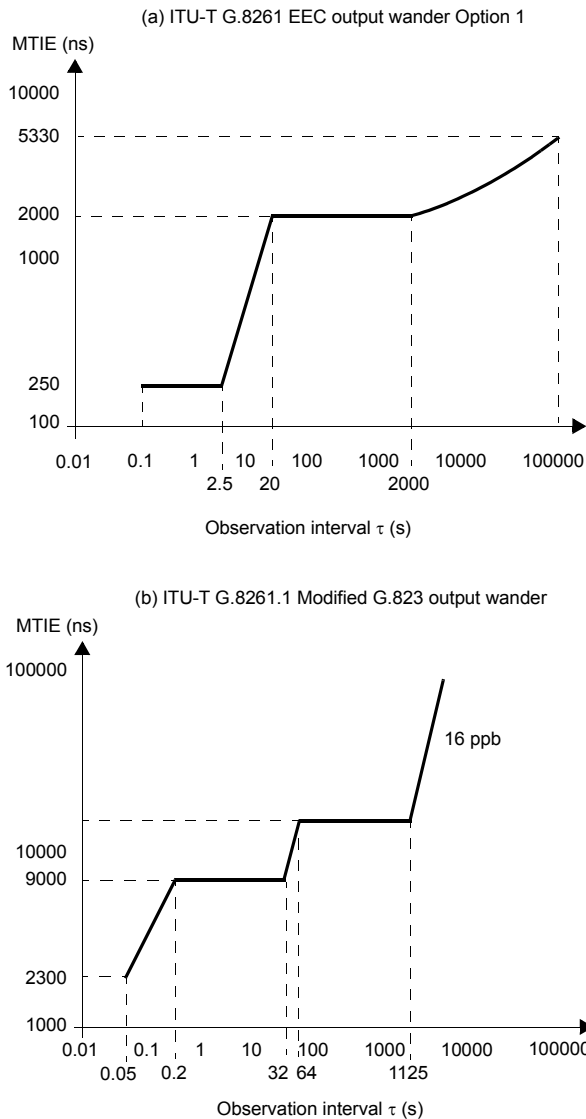 (a) ITU-T G.8261 EEC output wander Option 1
MTIE (ns)
10000
5330
2000
1000
250
100
0.01 0.1 1 10 100 1000 10000 100000
2.5 20 2000
Observation interval τ (s)
(b) ITU-T G.8261.1 Modified G.823 output wander
MTIE (ns)
100000
16 ppb
10000
9000
2300
1000
0.01 0.1 1 10 100 1000 10000 100000
0.05 0.2 32 64 1125
Observation interval τ (s)